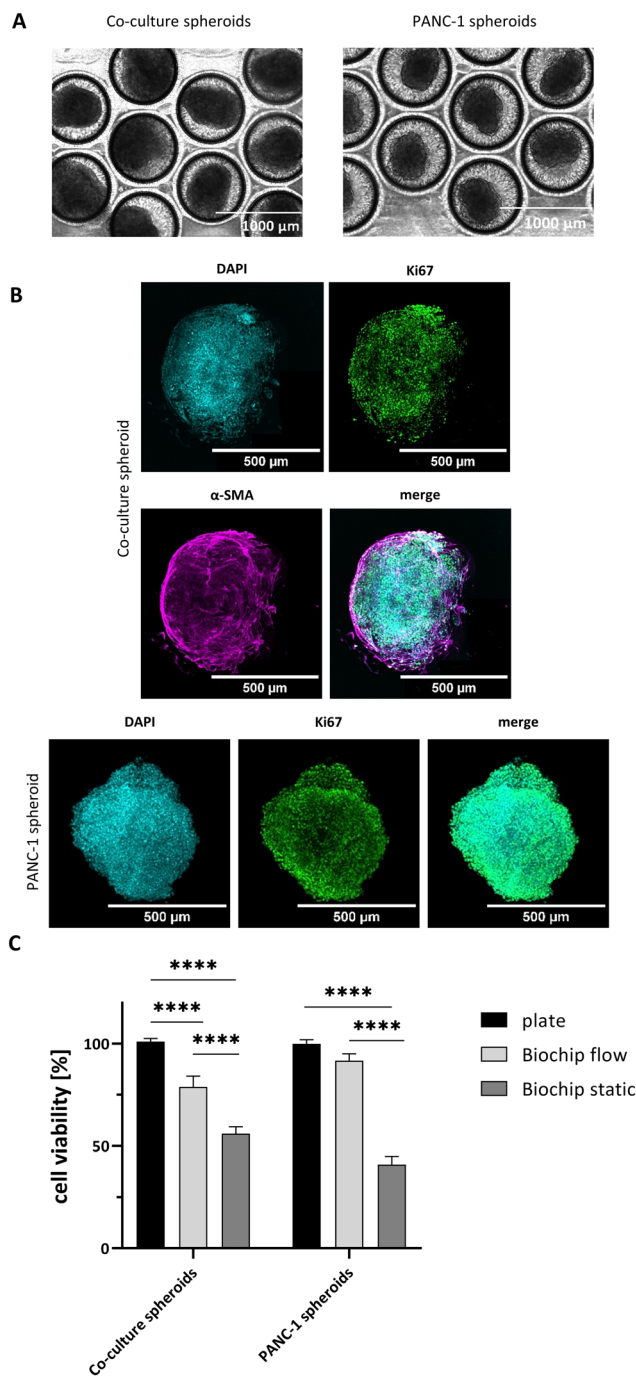 A
Co-culture spheroids
PANC-1 spheroids
1000 µm
1000 µm
B
Co-culture spheroid
DAPI
Ki67
500 µm
500 µm
α-SMA
merge
500 µm
500 µm
PANC-1 spheroid
DAPI
Ki67
merge
500 µm
500 µm
500 µm
C
****
****
****
****
****
cell viability [%]
100
50
0
Co-culture spheroids
PANC-1 spheroids
plate
Biochip flow
Biochip static